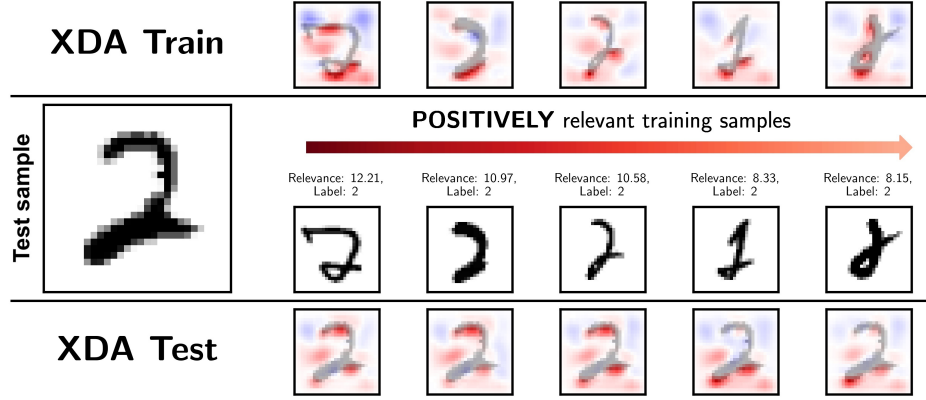 XDA Train
Test sample
POSITIVELY relevant training samples
Relevance: 12.21,
Label: 2
Relevance: 10.97,
Label: 2
Relevance: 10.58,
Label: 2
Relevance: 8.33,
Label: 2
Relevance: 8.15,
Label: 2
XDA Test